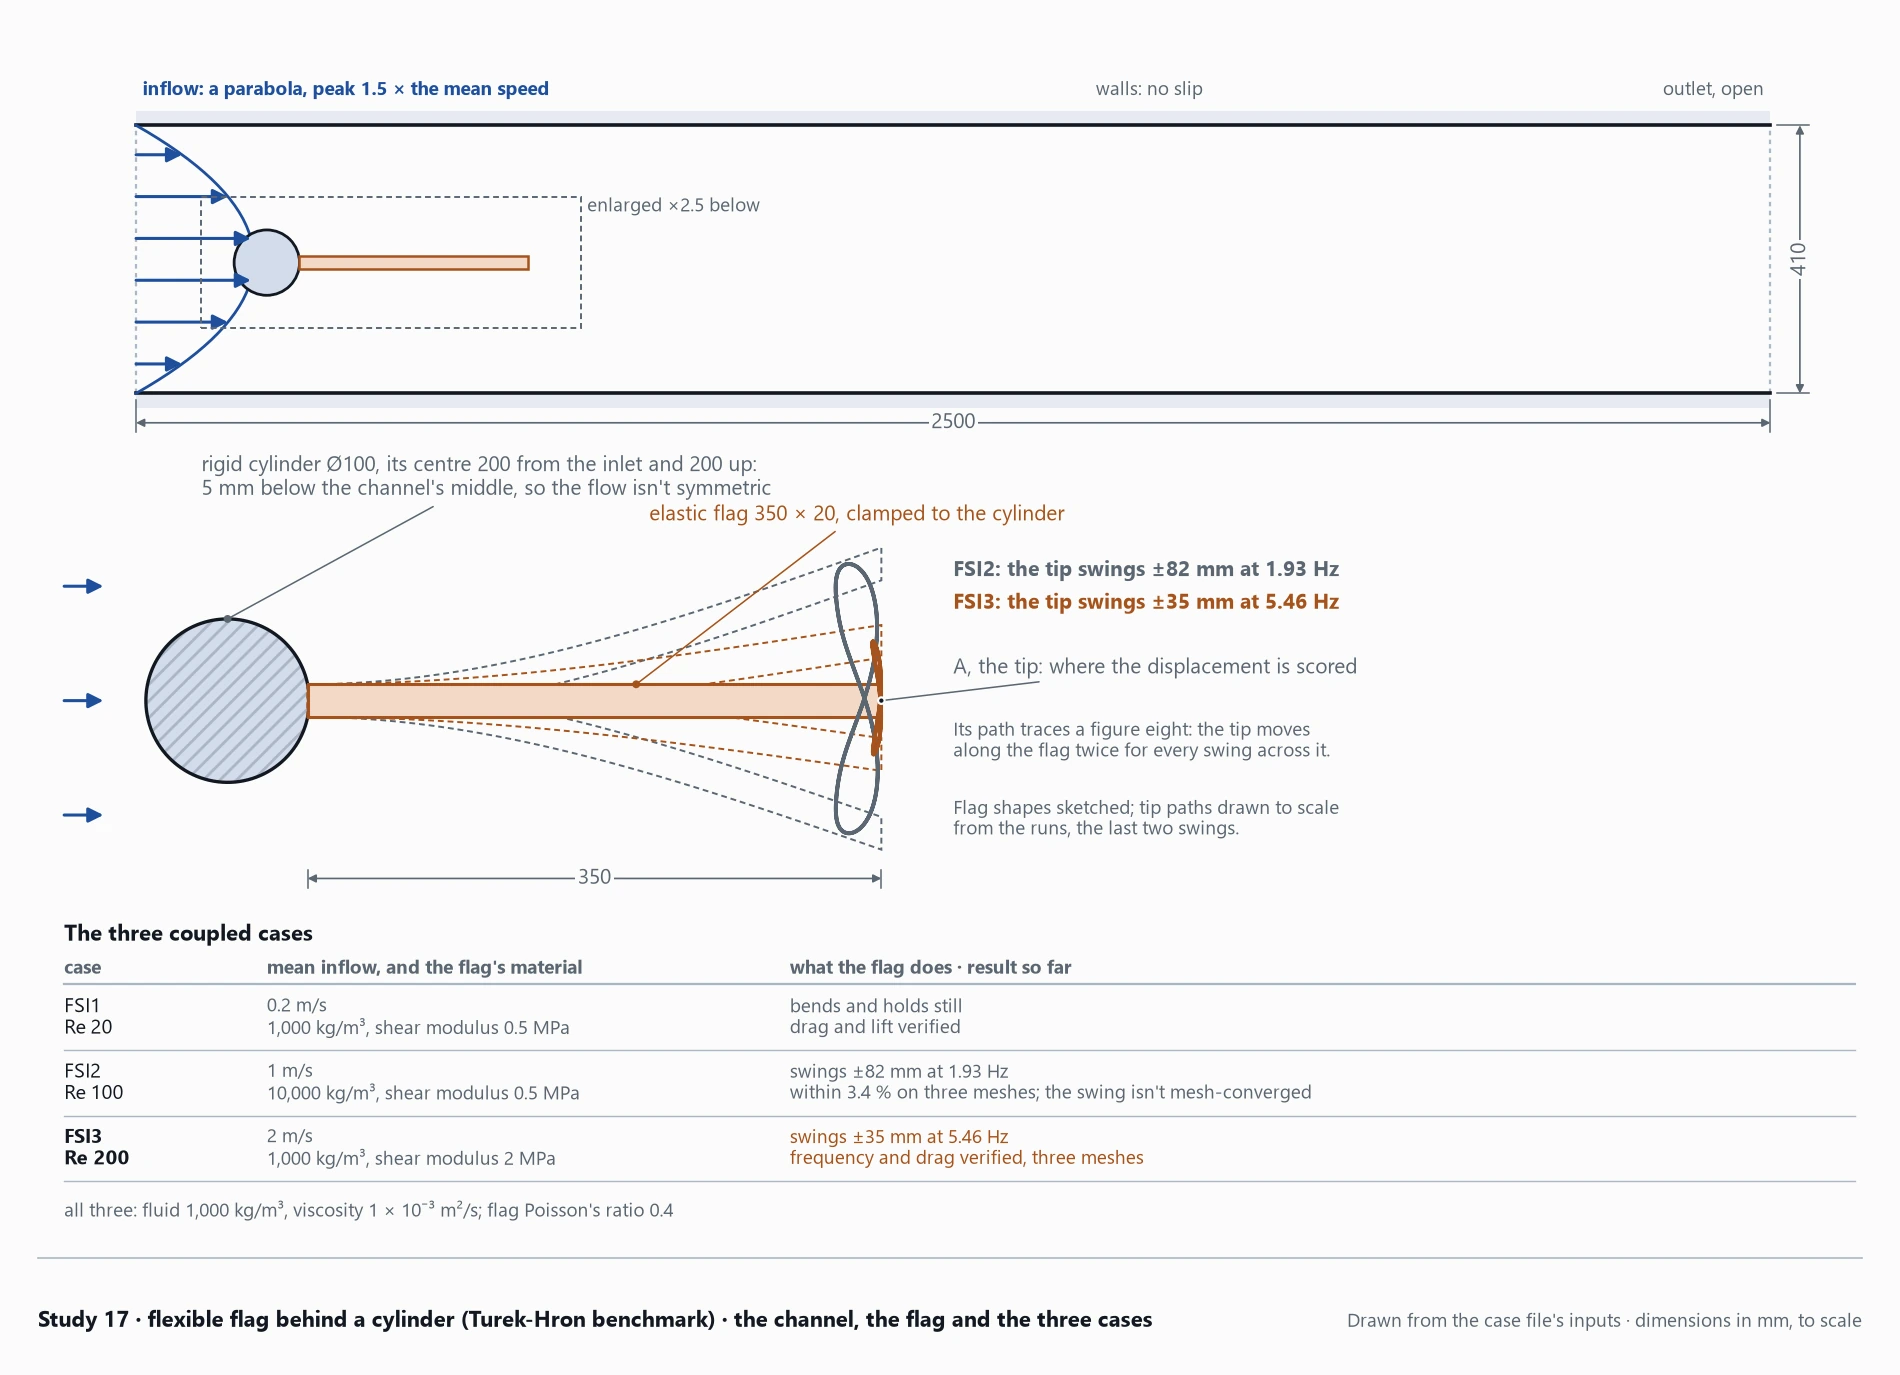 inflow: a parabola, peak 1.5 × the mean speed
walls: no slip
outlet, open
enlarged ×2.5 below
410
2500
rigid cylinder Ø100, its centre 200 from the inlet and 200 up:
5 mm below the channel's middle, so the flow isn't symmetric
elastic flag 350 × 20, clamped to the cylinder
FSI2: the tip swings ±82 mm at 1.93 Hz
FSI3: the tip swings ±35 mm at 5.46 Hz
A, the tip: where the displacement is scored
Its path traces a figure eight: the tip moves
along the flag twice for every swing across it.
Flag shapes sketched; tip paths drawn to scale
from the runs, the last two swings.
350
The three coupled cases
case mean inflow, and the flag's material what the flag does · result so far
FSI1 0.2 m/s bends and holds still
Re 20 1,000 kg/m³, shear modulus 0.5 MPa drag and lift verified
FSI2 1 m/s swings ±82 mm at 1.93 Hz
Re 100 10,000 kg/m³, shear modulus 0.5 MPa within 3.4 % on three meshes; the swing isn't mesh-converged
FSI3 2 m/s swings ±35 mm at 5.46 Hz
Re 200 1,000 kg/m³, shear modulus 2 MPa frequency and drag verified, three meshes
all three: fluid 1,000 kg/m³, viscosity 1 × 10⁻³ m²/s; flag Poisson's ratio 0.4
Study 17 · flexible flag behind a cylinder (Turek-Hron benchmark) · the channel, the flag and the three cases
Drawn from the case file's inputs · dimensions in mm, to scale